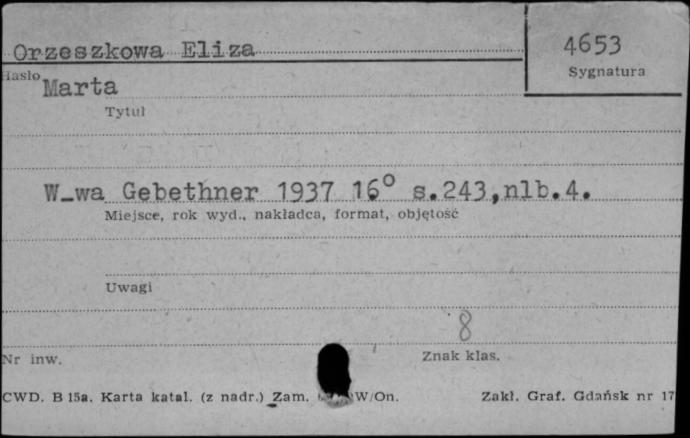 Orzeszkowa Eliza
4653
Hasło
Sygnatura
Marta
Tytuł
W-wa Gebethner 1937 16° s.243,nlb.4.
Miejsce, rok wyd., nakładca, format, objętość
Uwagi
8
Nr inw.
Znak klas.
CWD. B 15a. Karta katal. (z nadr.) Zam. W/On.
Zakł. Graf. Gdańsk nr 17